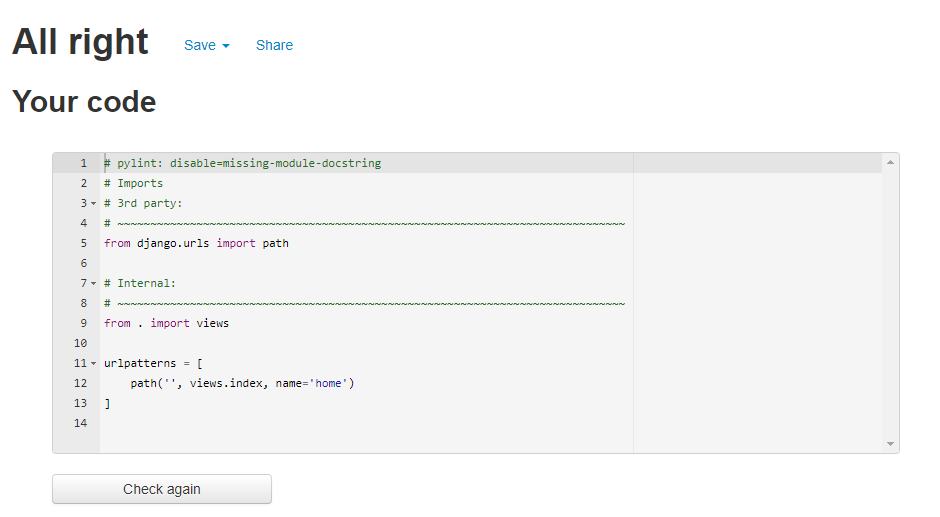 All right Save Share
Your code
1 # pylint: disable=missing-module-docstring
2 # Imports
3 # 3rd party:
4 # ~~~~~~~~~~~~~~~~~~~~~~~~~~~~~~~~~~~~~~~~~~~~~~~~~~~~~~~~~~~~~~~~~~~~~~~~~~~~~
5 from django.urls import path
6
7 # Internal:
8 # ~~~~~~~~~~~~~~~~~~~~~~~~~~~~~~~~~~~~~~~~~~~~~~~~~~~~~~~~~~~~~~~~~~~~~~~~~~~~~
9 from . import views
10
11 urlpatterns = [
12     path('', views.index, name='home')
13 ]
14
Check again